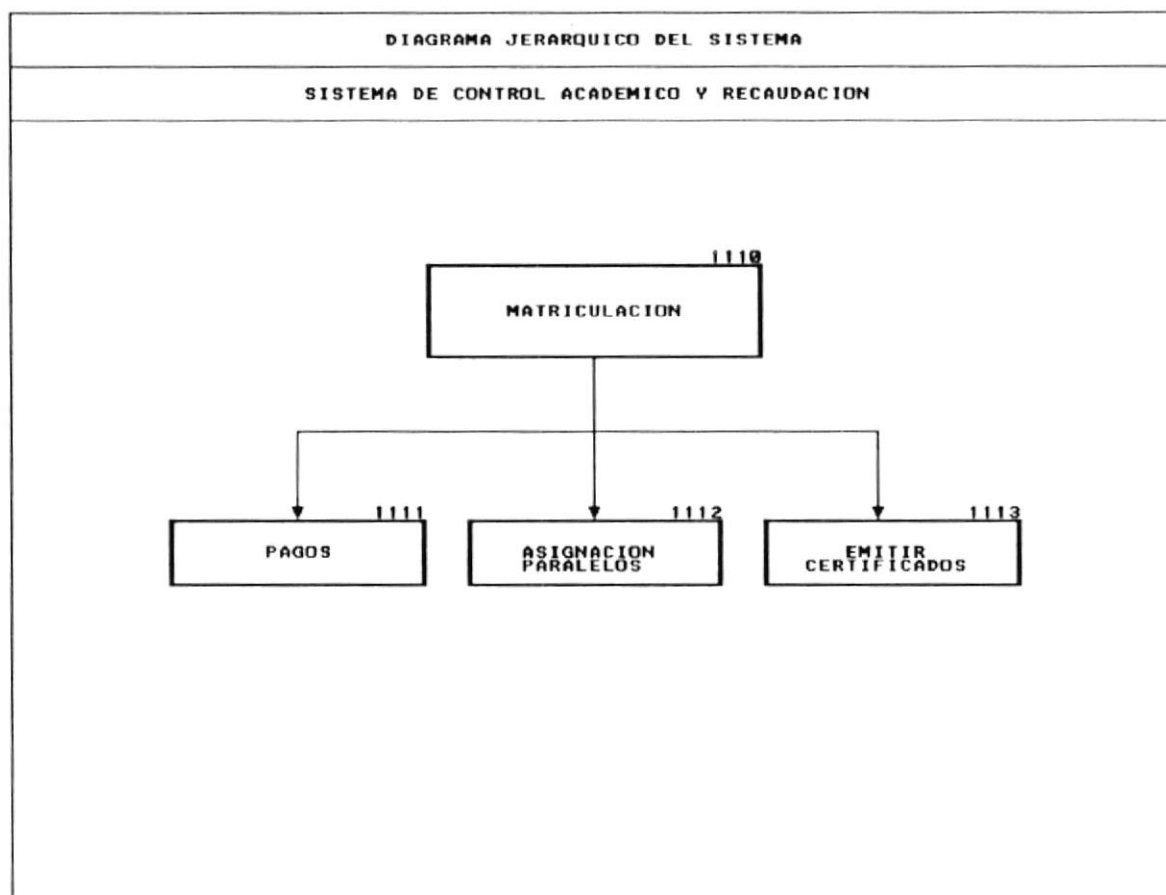 DIAGRAMA JERARQUICO DEL SISTEMA
SISTEMA DE CONTROL ACADEMICO Y RECAUDACION
1110
MATRICULACION
1111
PAGOS
1112
ASIGNACION
PARALELOS
1113
EMITIR
CERTIFICADOS